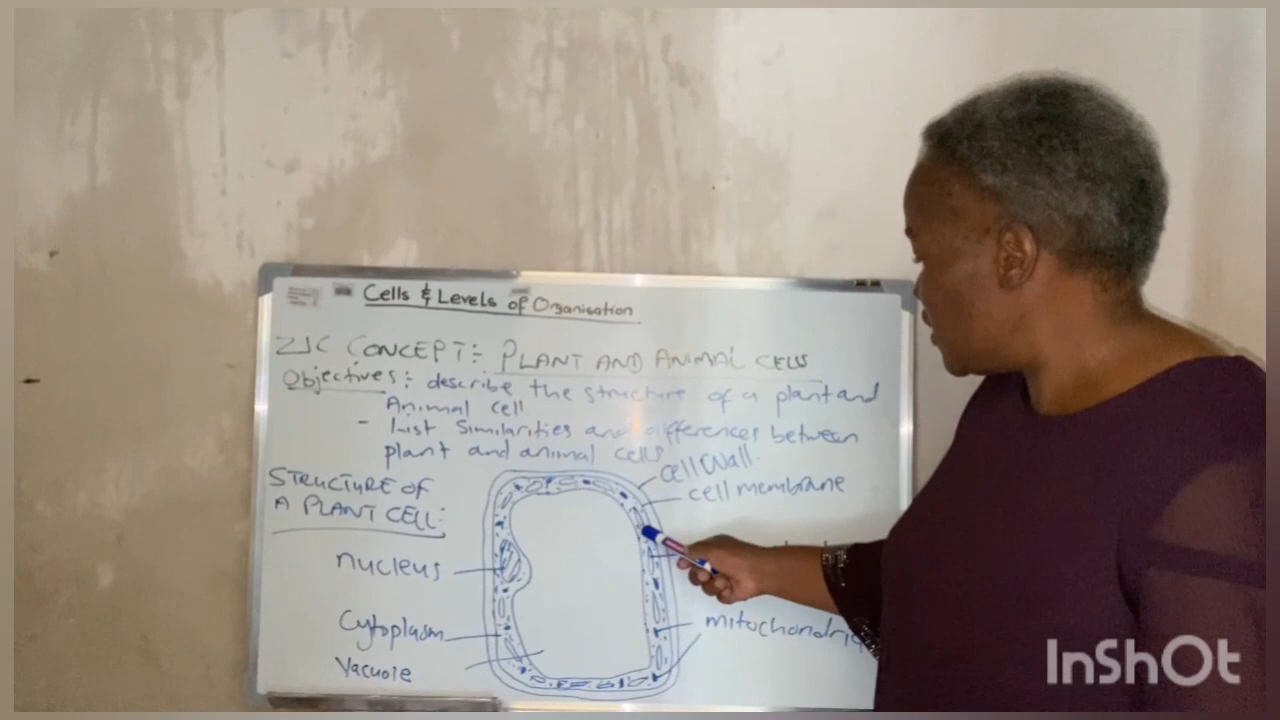 Cells & Levels of Organisation
ZJC CONCEPT:- PLANT AND ANIMAL CELLS
Objectives: describe the structure of a plant and
Animal cell
- List similarities and differences between
plant and animal cells
STRUCTURE OF
A PLANT CELL:
cell wall
cell membrane
nucleus
cytoplasm
Vacuole
mitochondria
InShOt